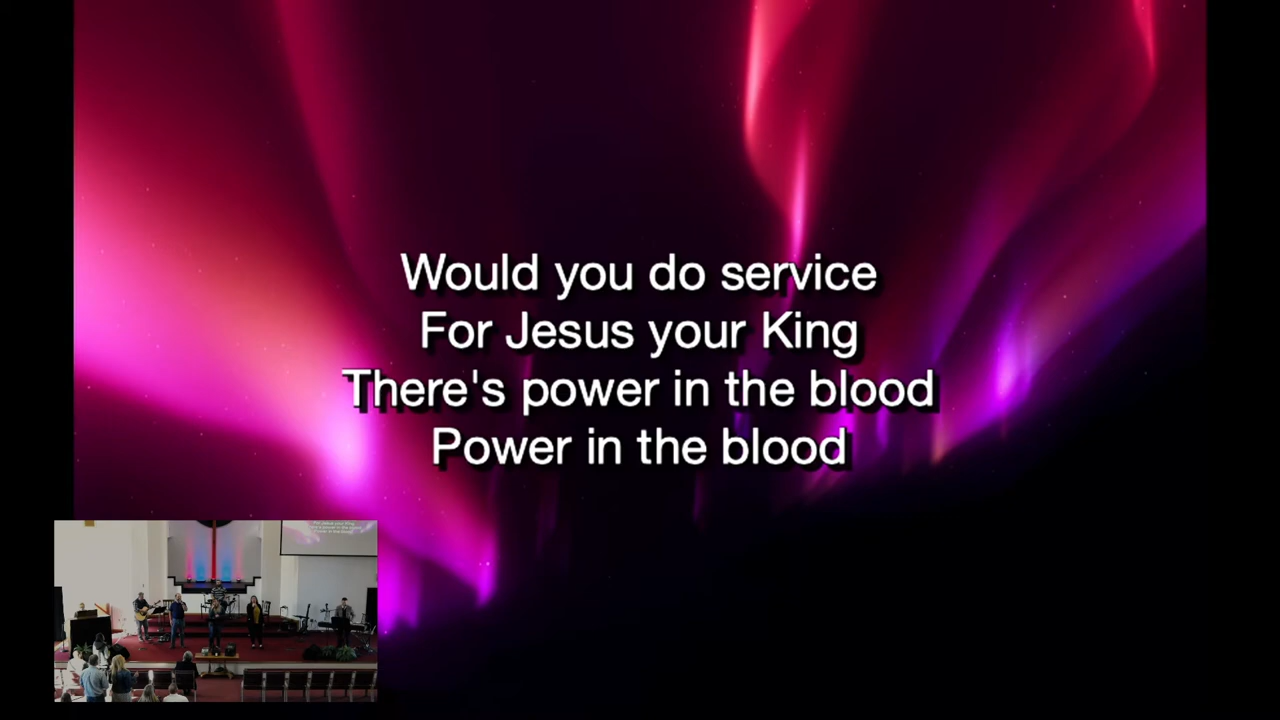 Would you do service
For Jesus your King
There's power in the blood
Power in the blood